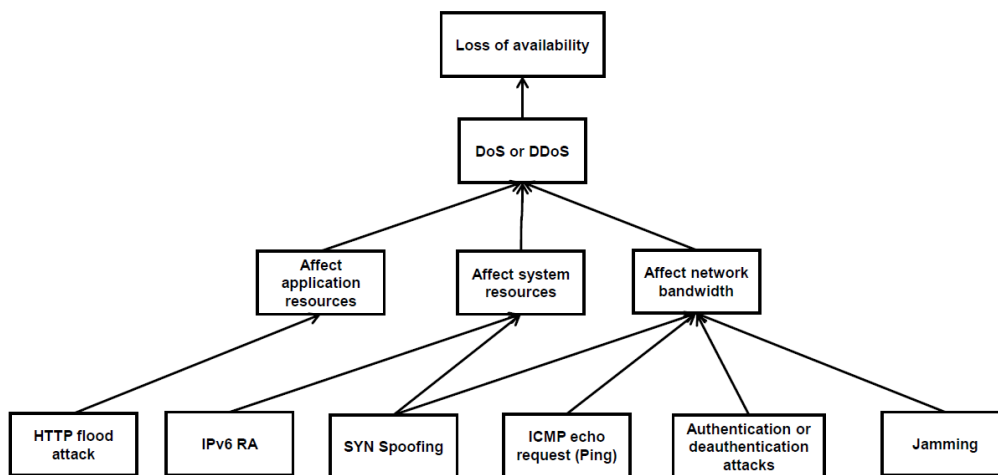 Loss of availability
DoS or DDoS
Affect
application
resources
Affect system
resources
Affect network
bandwidth
HTTP flood
attack
IPv6 RA
SYN Spoofing
ICMP echo
request (Ping)
Authentication or
deauthentication
attacks
Jamming